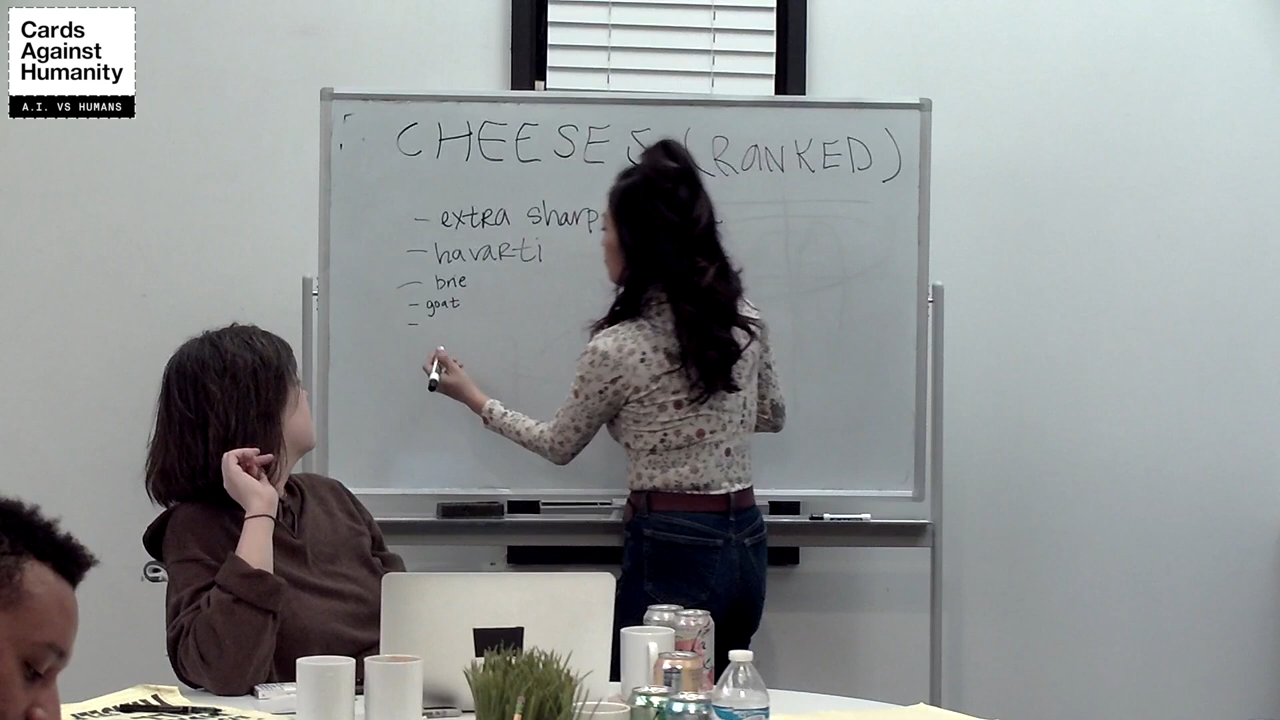 Cards
Against
Humanity
A.I. VS HUMANS
CHEESES (RANKED)
- extra sharp
- havarti
- brie
- goat
-